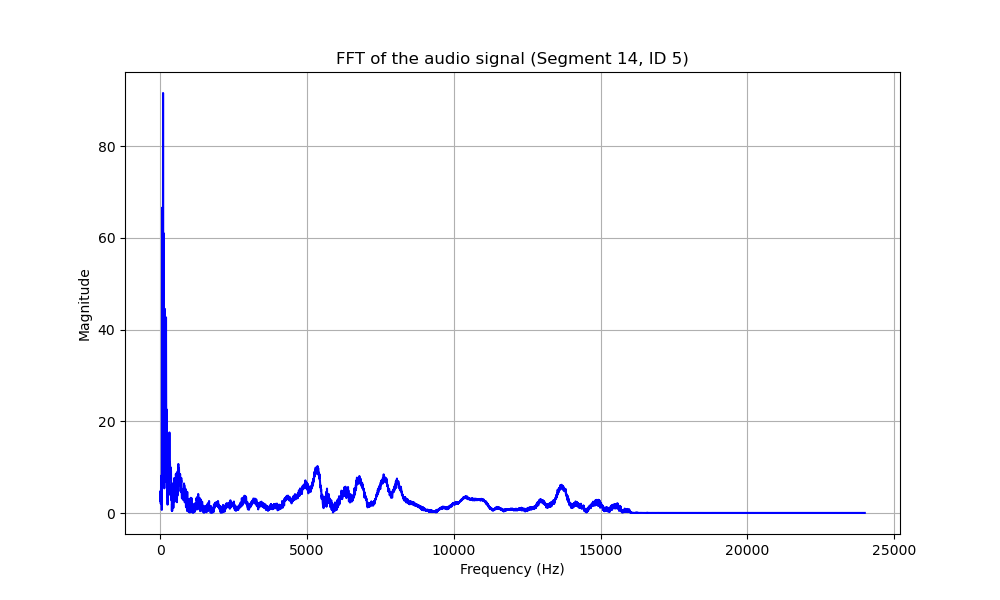 FFT of the audio signal (Segment 14, ID 5)
Magnitude
80
60
40
20
0
0 5000 10000 15000 20000 25000
Frequency (Hz)